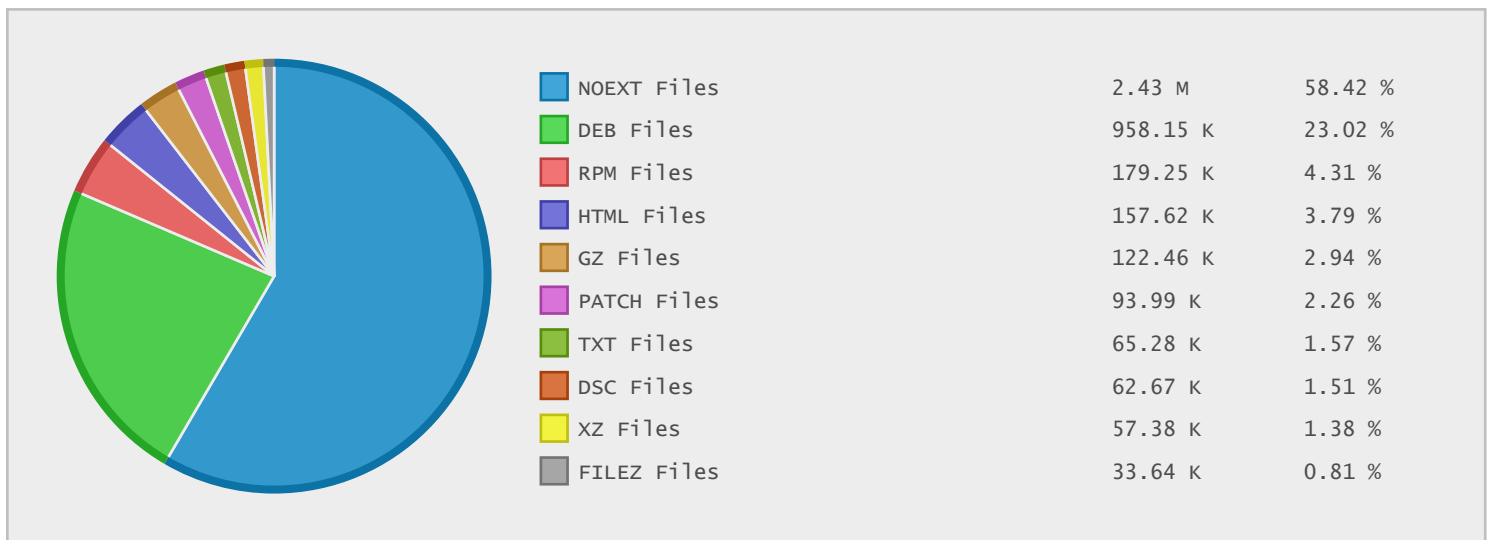 NOEXT Files 2.43 M 58.42 %
DEB Files 958.15 K 23.02 %
RPM Files 179.25 K 4.31 %
HTML Files 157.62 K 3.79 %
GZ Files 122.46 K 2.94 %
PATCH Files 93.99 K 2.26 %
TXT Files 65.28 K 1.57 %
DSC Files 62.67 K 1.51 %
XZ Files 57.38 K 1.38 %
FILEZ Files 33.64 K 0.81 %